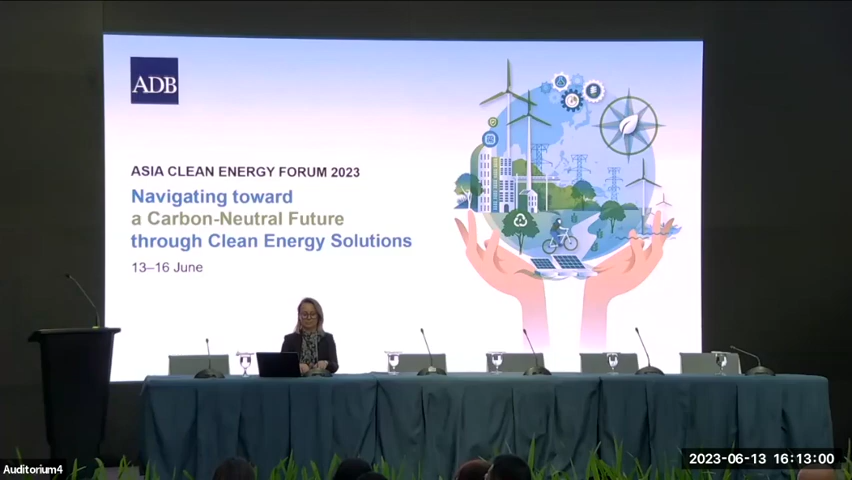 ADB
ASIA CLEAN ENERGY FORUM 2023
Navigating toward
a Carbon-Neutral Future
through Clean Energy Solutions
13–16 June
Auditorium4
2023-06-13 16:13:00